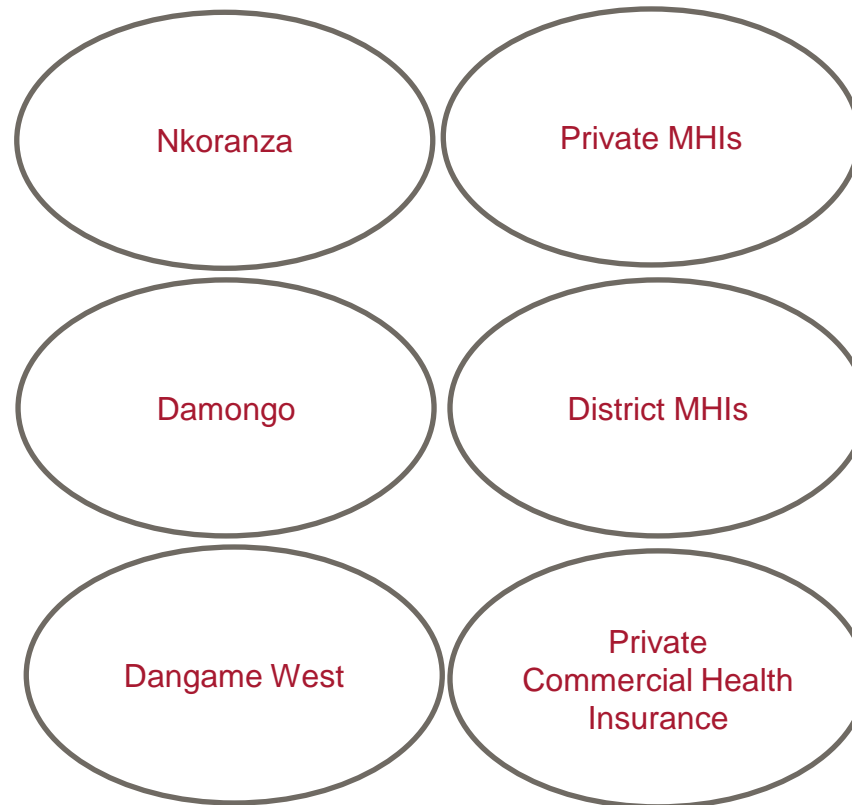 Nkoranza
Private MHIs
Damongo
District MHIs
Dangame West
Private
Commercial Health
Insurance